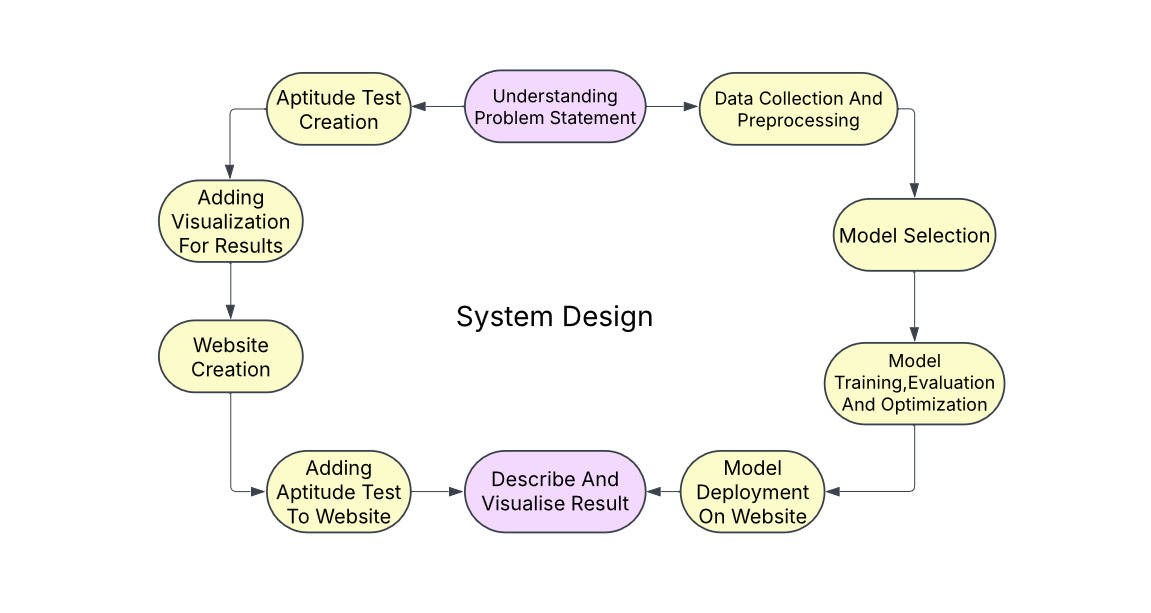 Aptitude Test
Creation
Understanding
Problem Statement
Data Collection And
Preprocessing
Adding
Visualization
For Results
Model Selection
System Design
Website
Creation
Model
Training,Evaluation
And Optimization
Adding
Aptitude Test
To Website
Describe And
Visualise Result
Model
Deployment
On Website